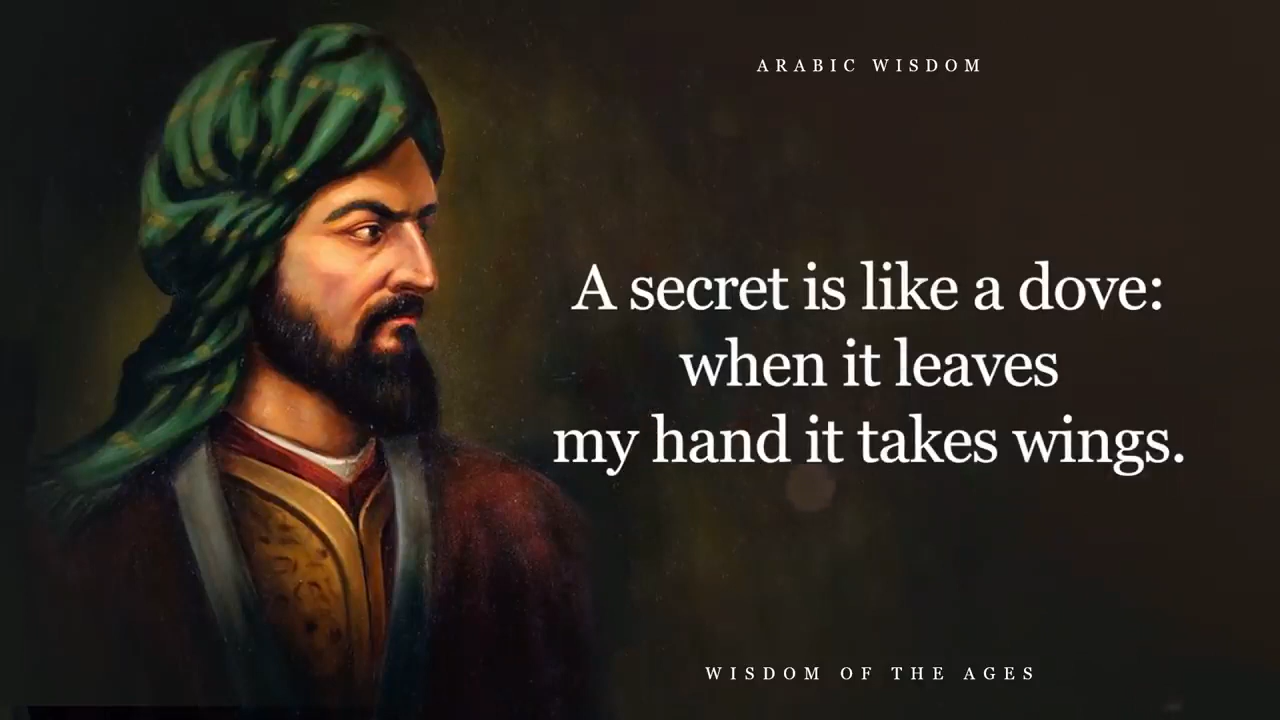 ARABIC WISDOM
A secret is like a dove:
when it leaves
my hand it takes wings.
WISDOM OF THE AGES